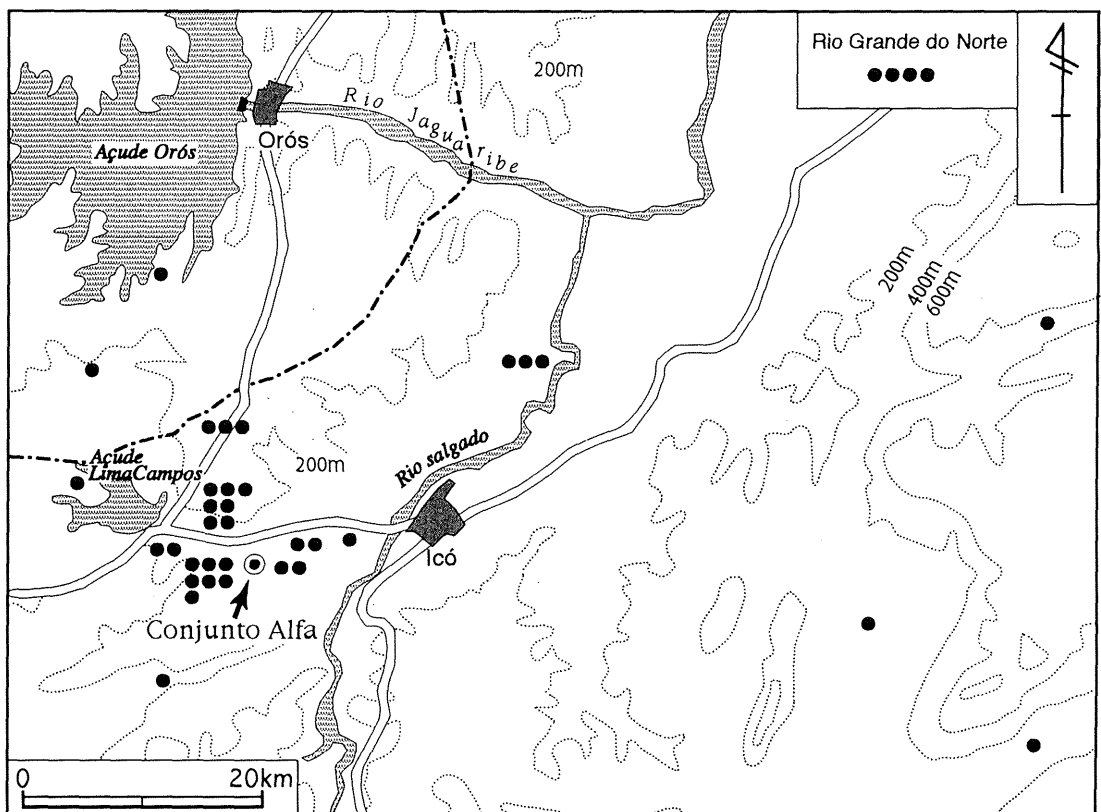 Rio Grande do Norte
200m
Rio Jaguaribe
Orós
Açude Orós
200m
400m
600m
Açude
LimaCampos
200m
Rio salgado
Icó
Conjunto Alfa
0 20km